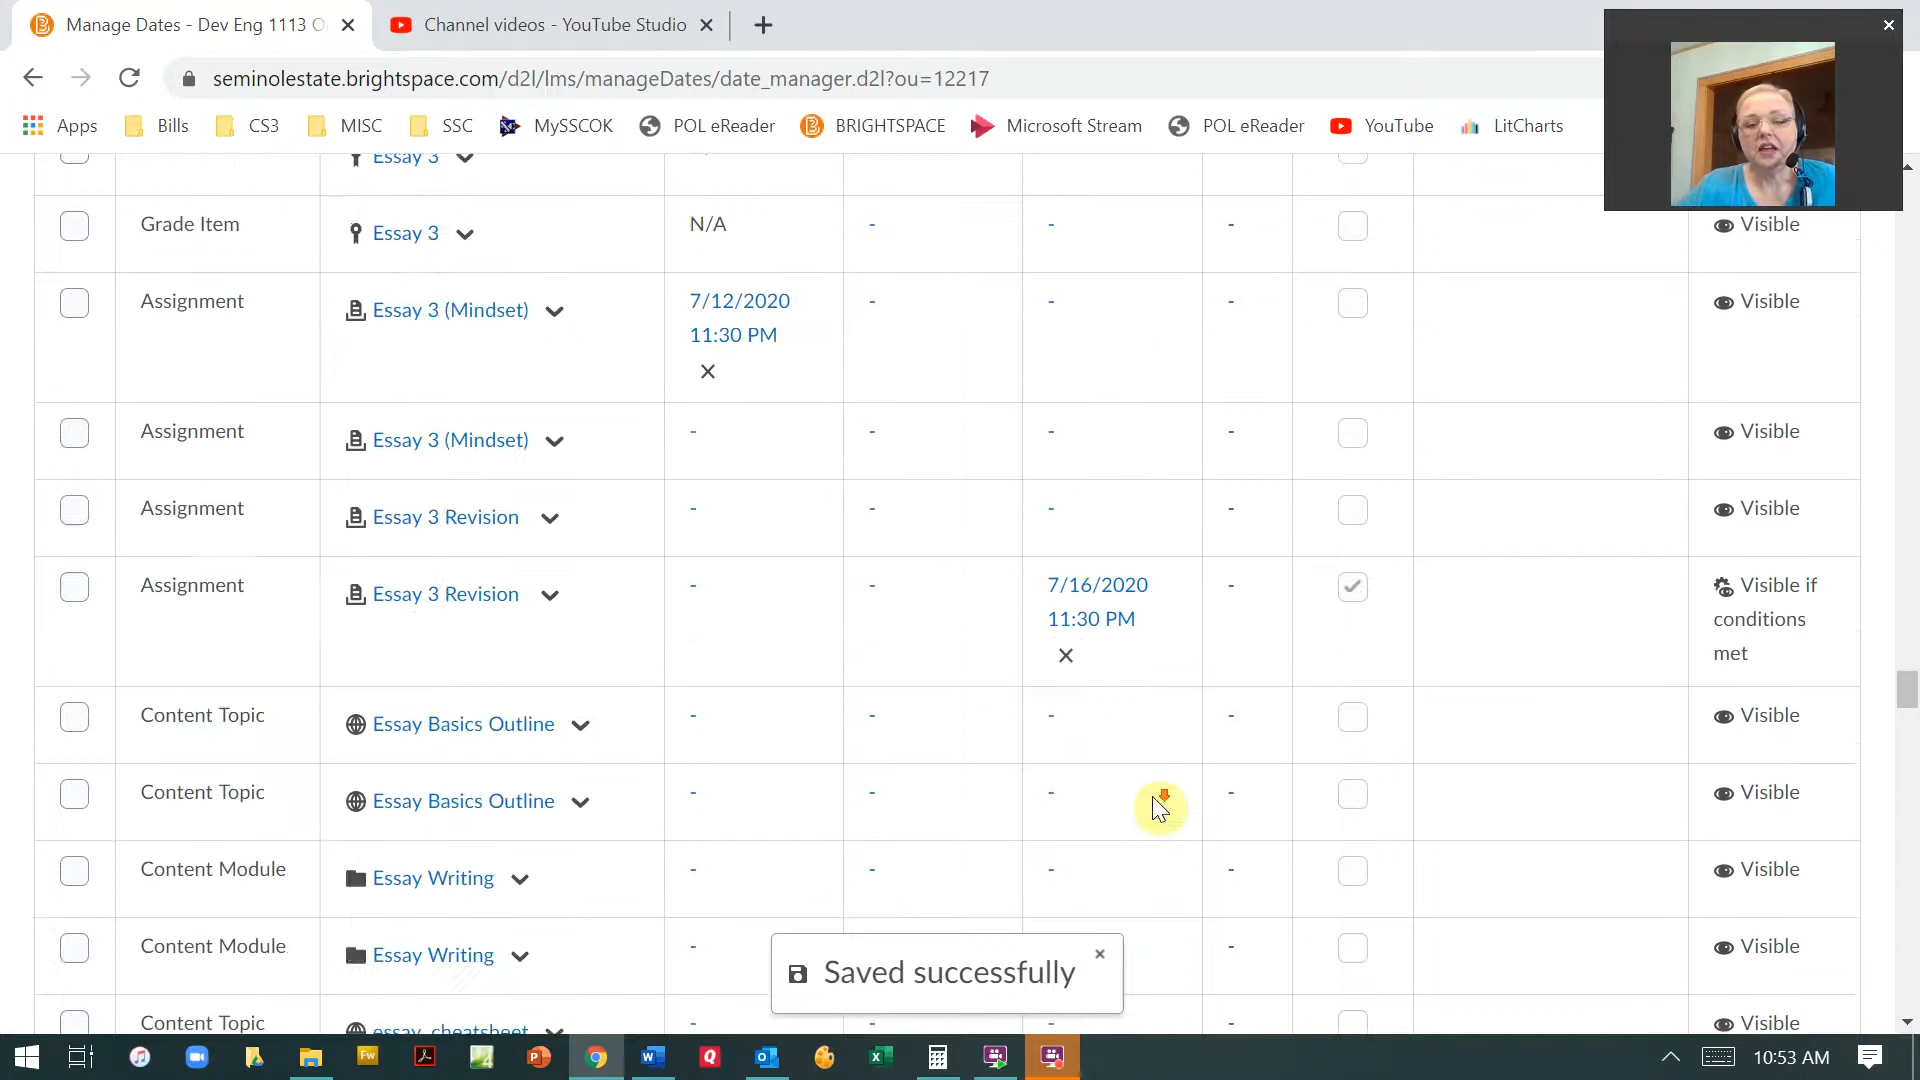 Manage Dates - Dev Eng 1113 O
Channel videos - YouTube Studio
seminolestate.brightspace.com/d2l/lms/manageDates/date_manager.d2l?ou=12217
Apps
Bills
CS3
MISC
SSC
MySSCOK
POL eReader
BRIGHTSPACE
Microsoft Stream
POL eReader
YouTube
LitCharts
Essay 3
Grade Item
Essay 3
N/A
-
-
-
Visible
Assignment
Essay 3 (Mindset)
7/12/2020
11:30 PM
-
-
-
Visible
Assignment
Essay 3 (Mindset)
-
-
-
-
Visible
Assignment
Essay 3 Revision
-
-
-
-
Visible
Assignment
Essay 3 Revision
-
-
7/16/2020
11:30 PM
-
Visible if
conditions
met
Content Topic
Essay Basics Outline
-
-
-
-
Visible
Content Topic
Essay Basics Outline
-
-
-
-
Visible
Content Module
Essay Writing
-
-
-
-
Visible
Content Module
Essay Writing
-
-
Visible
Saved successfully
Content Topic
essay_cheatsheet
-
-
-
-
Visible
10:53 AM